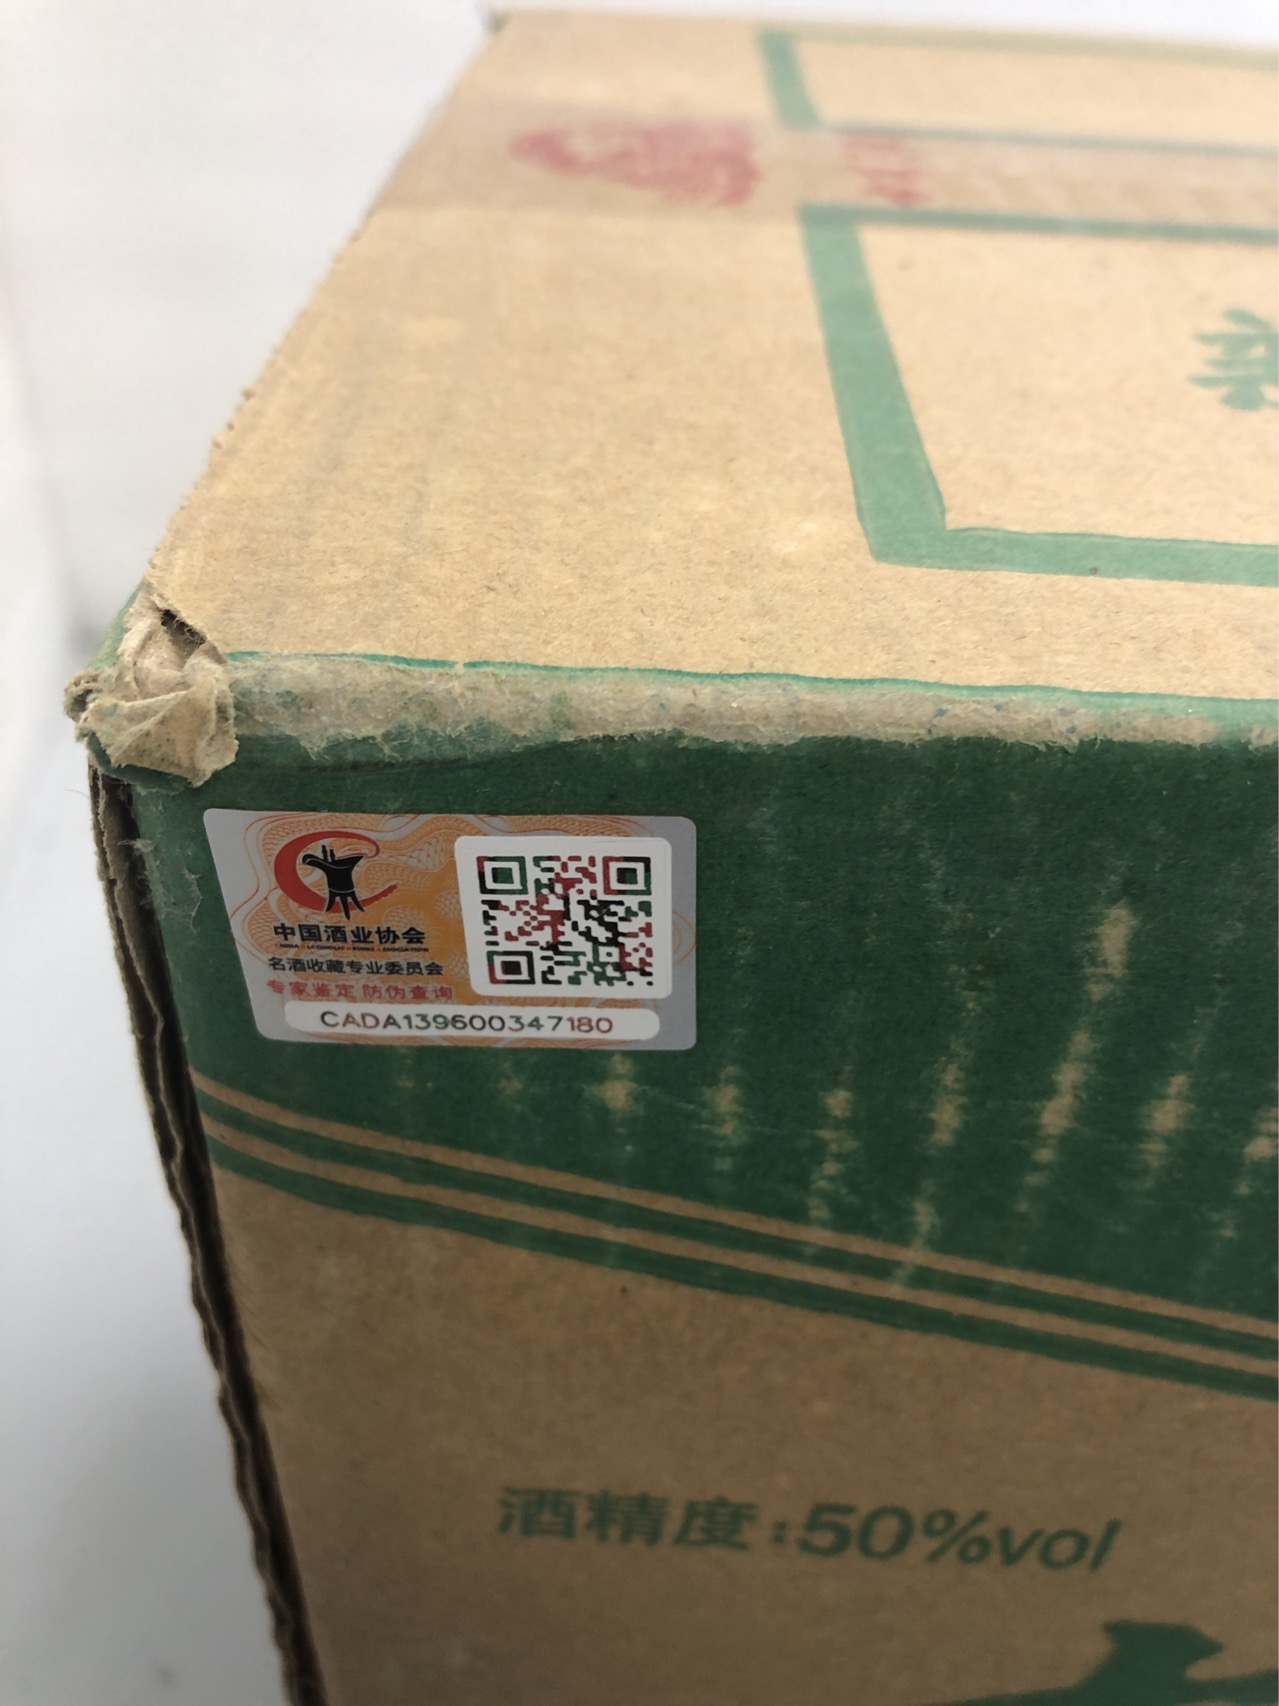 中国酒业协会
名酒收藏专业委员会
专家鉴定 防伪查询
CADA139600347180
酒精度:50%vol